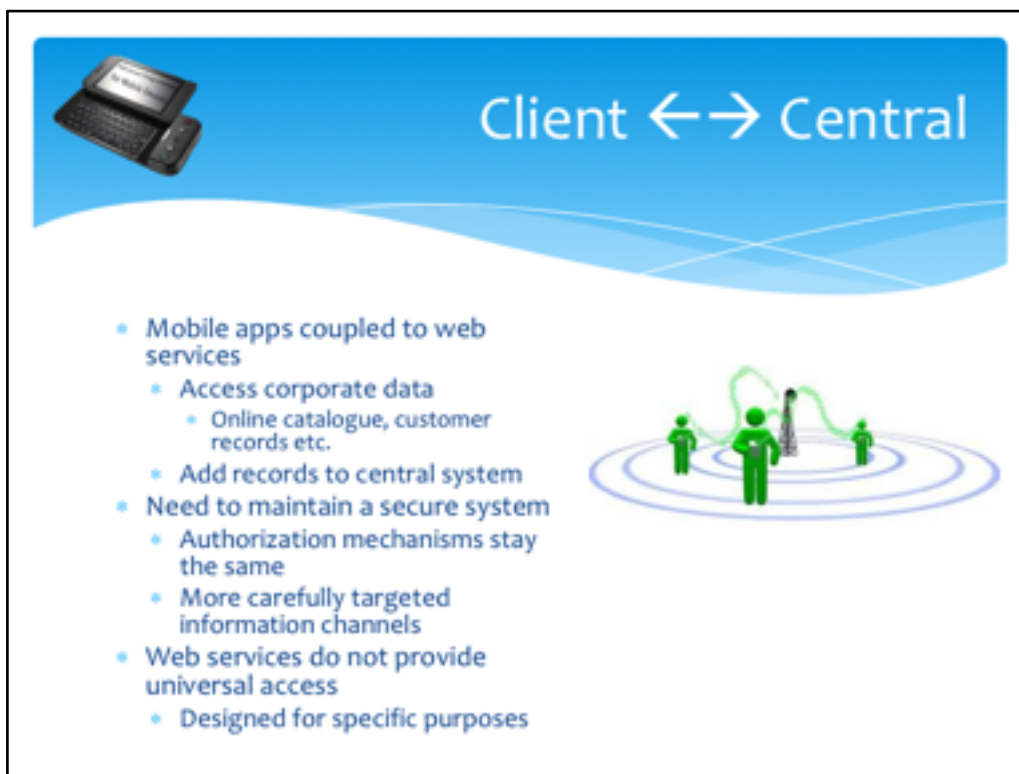 Client ←→ Central
Mobile apps coupled to web
services
Access corporate data
Online catalogue, customer
records etc.
Add records to central system
Need to maintain a secure system
Authorization mechanisms stay
the same
More carefully targeted
information channels
Web services do not provide
universal access
Designed for specific purposes